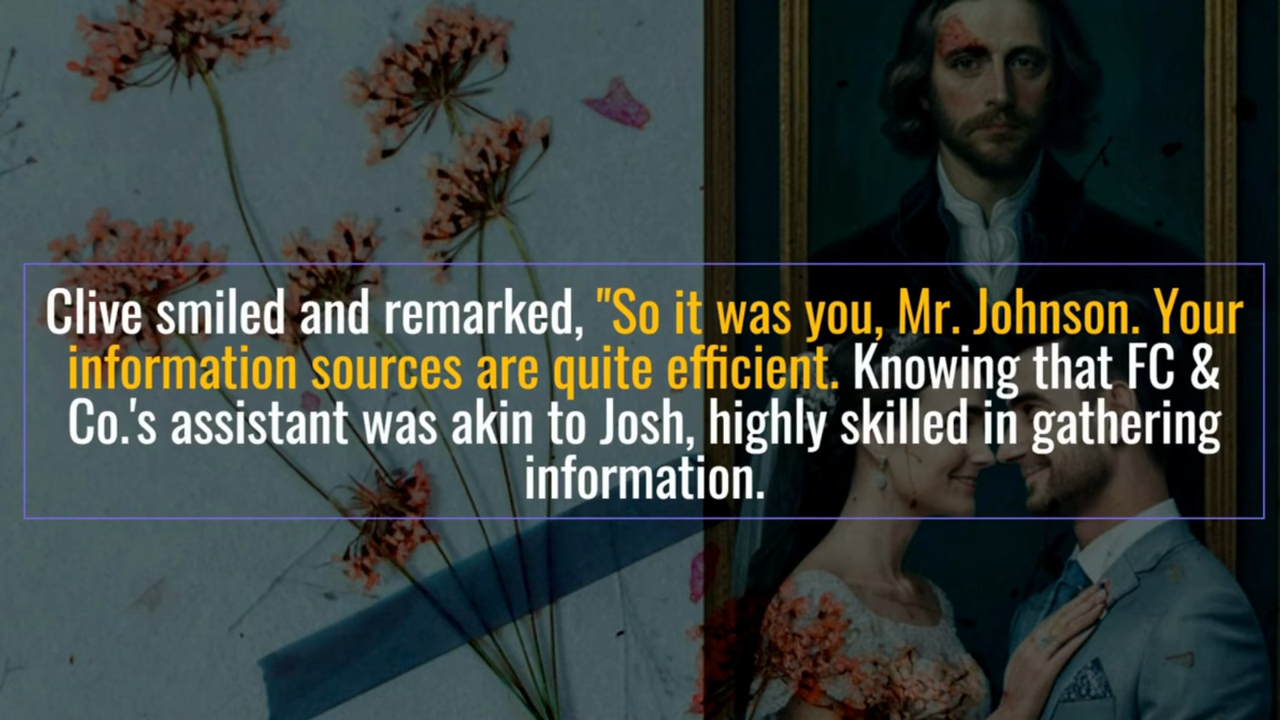 Clive smiled and remarked, "So it was you, Mr. Johnson. Your
information sources are quite efficient. Knowing that FC &
Co.'s assistant was akin to Josh, highly skilled in gathering
information.